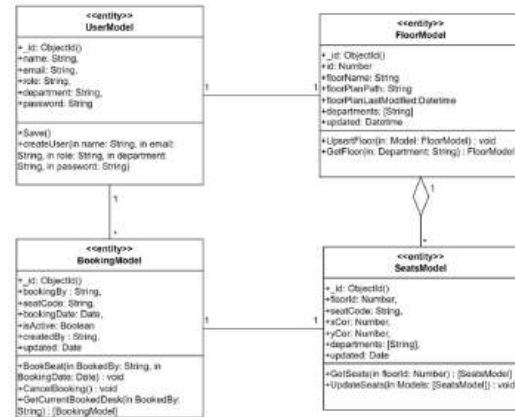 <<entity>>
UserModel
+_id: ObjectId()
+name: String,
+email: String,
+role: String,
+department: String,
+password: String
+Save()
+createUser(in name: String, in email:
String, in role: String, in department:
String, in password: String)
<<entity>>
FloorModel
+_id: ObjectId()
+id: Number
+floorName: String
+floorPlanPath: String
+floorPlanLastModified:Datetime
+departments: [String]
+updated: Datetime
+UpsertFloor(in: Model: FloorModel) : void
+GetFloor(in: Department: String) : FloorModel
1
1
1
*
1
*
<<entity>>
BookingModel
+_id: ObjectId()
+bookingBy : String,
+seatCode: String,
+bookingDate: Date,
+isActive: Boolean
+createdBy : String,
+updated: Date
+BookSeat(in BookedBy: String, in
BookingDate: Date) : void
+CancelBooking() : void
+GetCurrentBookedDesk(in BookedBy:
String) : [BookingModel]
1
1
<<entity>>
SeatsModel
+_id: ObjectId()
+floorId: Number,
+seatCode: String,
+xCor: Number,
+yCor: Number,
+departments: [String],
+updated: Date
+GetSeats(in floorId: Number) : [SeatsModel]
+UpdateSeats(in Models: [SeatsModel]) : void